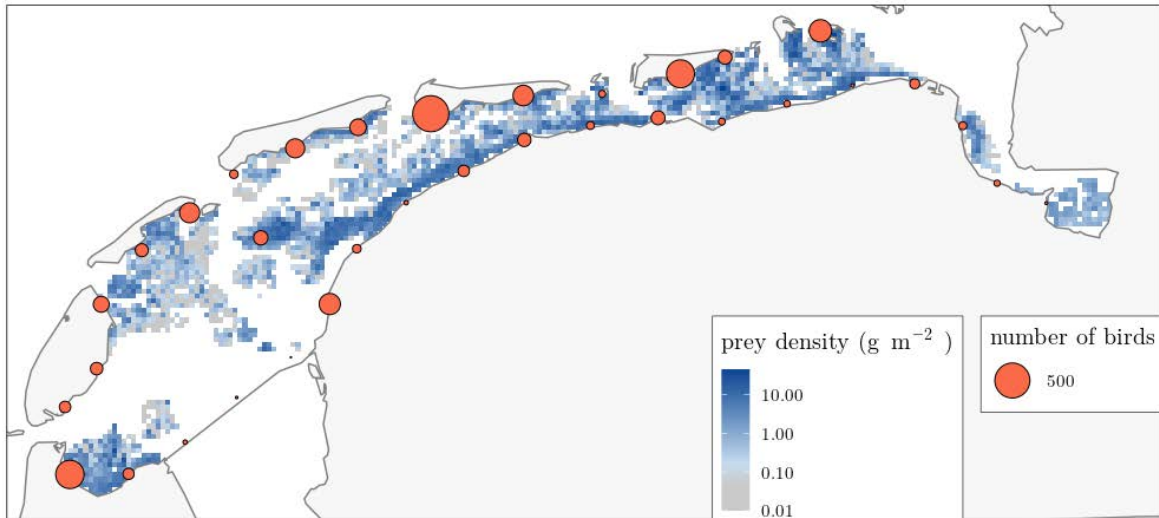 prey density (g m⁻² )
10.00
1.00
0.10
0.01
number of birds
500